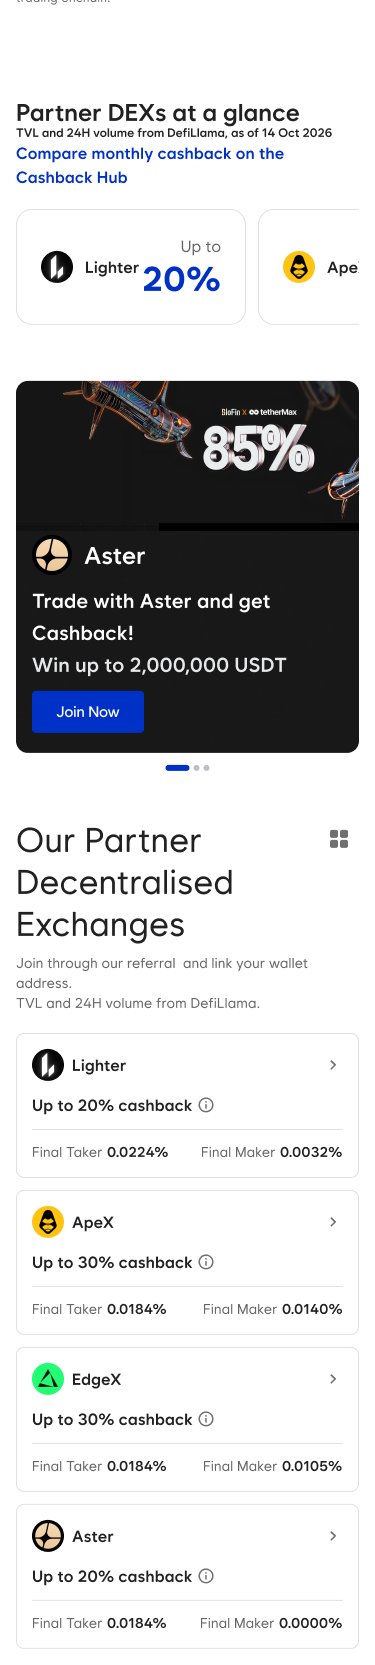 trading onchain.
Partner DEXs at a glance
TVL and 24H volume from DefiLlama, as of 14 Oct 2026
Compare monthly cashback on the
Cashback Hub
Lighter
Up to
20%
Ape
BloFin X tetherMax
85%
Aster
Trade with Aster and get
Cashback!
Win up to 2,000,000 USDT
Join Now
Our Partner
Decentralised
Exchanges
Join through our referral and link your wallet
address.
TVL and 24H volume from DefiLlama.
Lighter
Up to 20% cashback
Final Taker 0.0224% Final Maker 0.0032%
ApeX
Up to 30% cashback
Final Taker 0.0184% Final Maker 0.0140%
EdgeX
Up to 30% cashback
Final Taker 0.0184% Final Maker 0.0105%
Aster
Up to 20% cashback
Final Taker 0.0184% Final Maker 0.0000%